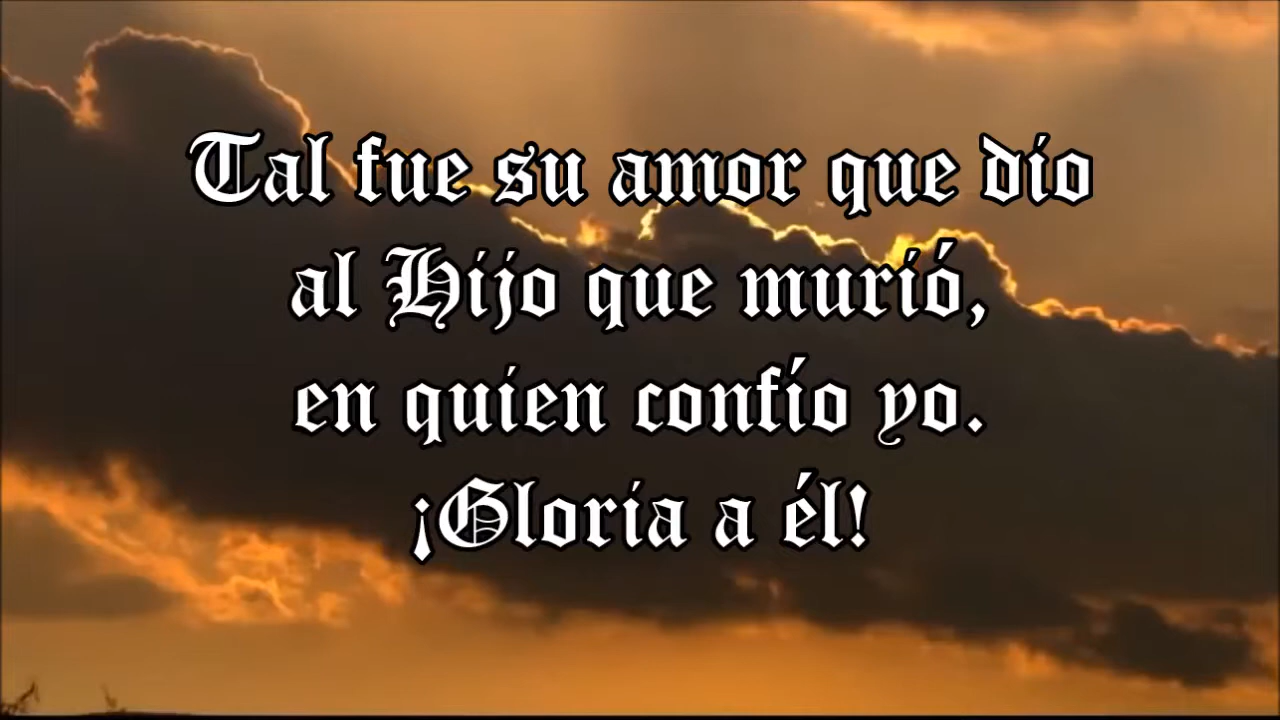 Tal fue su amor que dio
al Hijo que murió,
en quien confío yo.
¡Gloria a él!